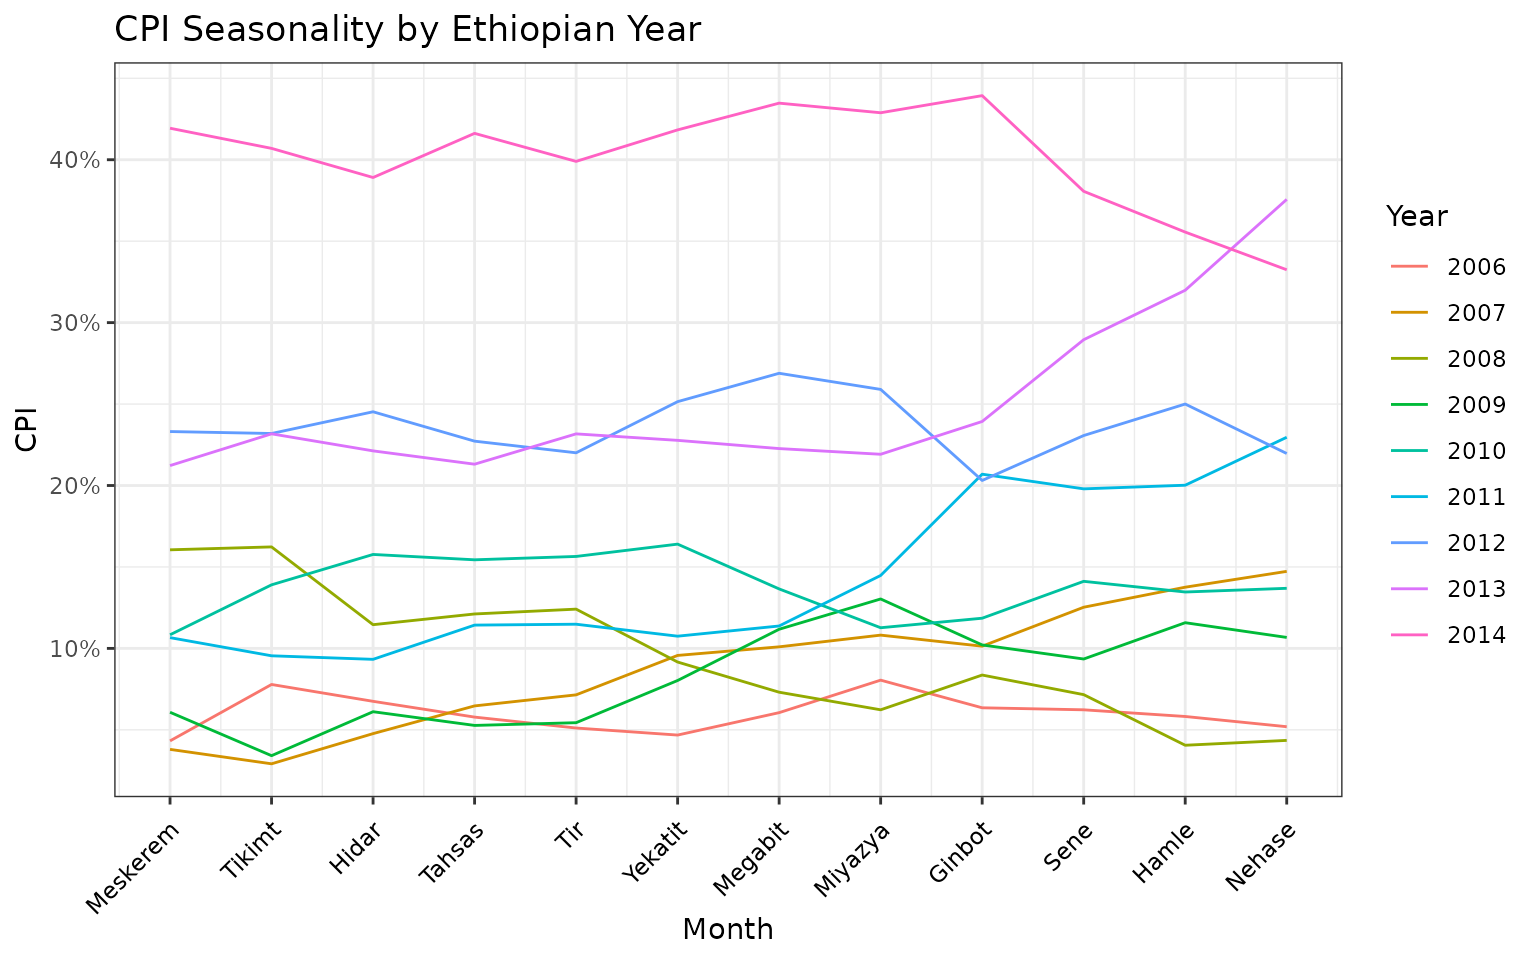 CPI Seasonality by Ethiopian Year
CPI
40%
30%
20%
10%
Meskerem
Tikimt
Hidar
Tahsas
Tir
Yekatit
Megabit
Miyazya
Ginbot
Sene
Hamle
Nehase
Month
Year
2006
2007
2008
2009
2010
2011
2012
2013
2014